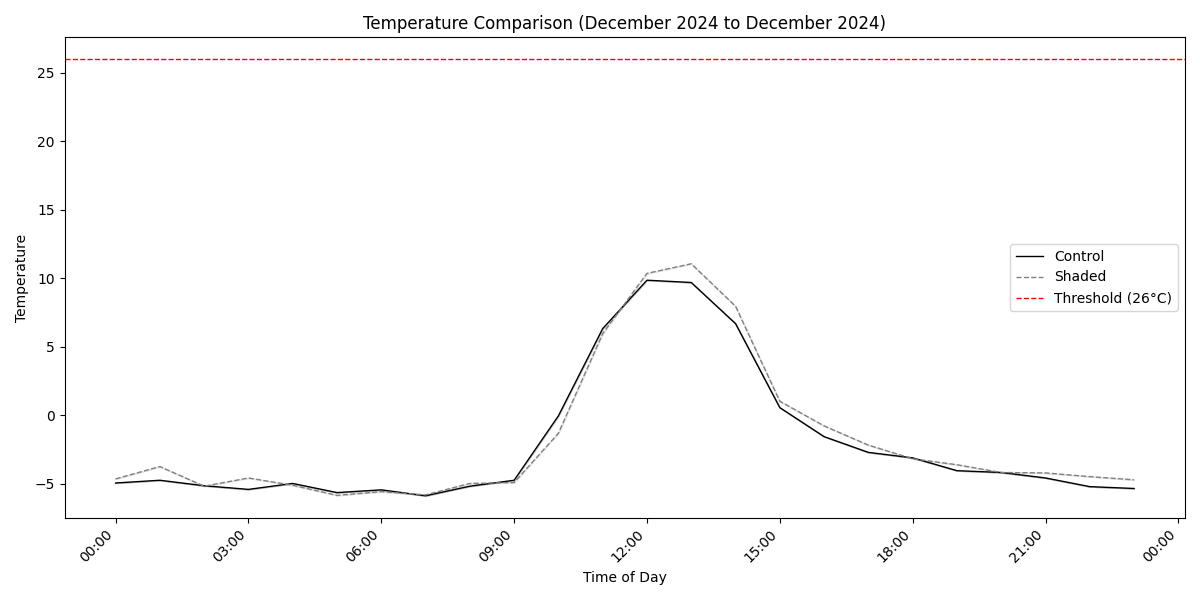 Temperature Comparison (December 2024 to December 2024)
Temperature
25
20
15
10
5
0
−5
Control
Shaded
Threshold (26°C)
00:00
03:00
06:00
09:00
12:00
15:00
18:00
21:00
00:00
Time of Day